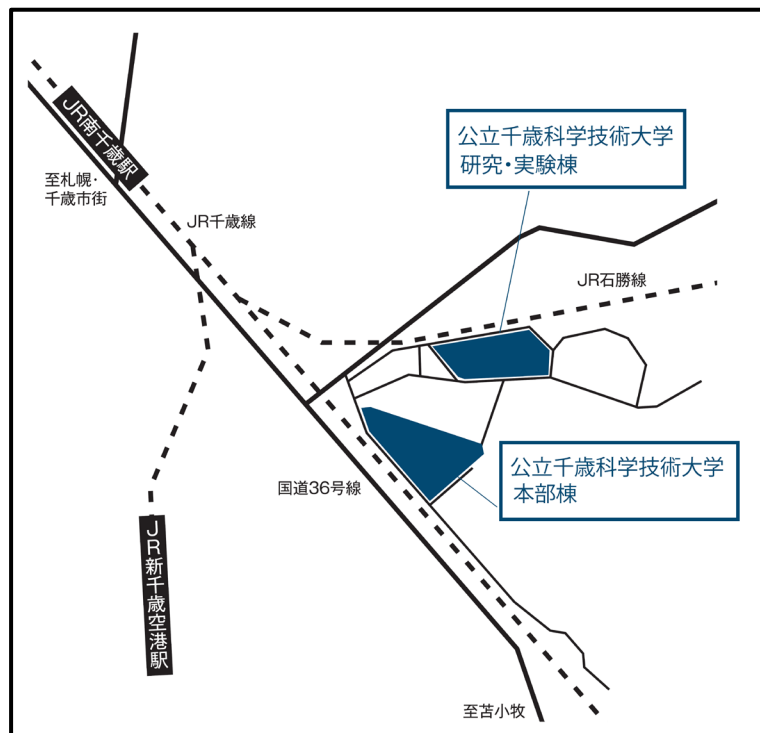 JR南千歳駅
公立千歳科学技術大学
研究・実験棟
至札幌・
千歳市街
JR千歳線
JR石勝線
公立千歳科学技術大学
本部棟
国道36号線
JR新千歳空港駅
至苫小牧